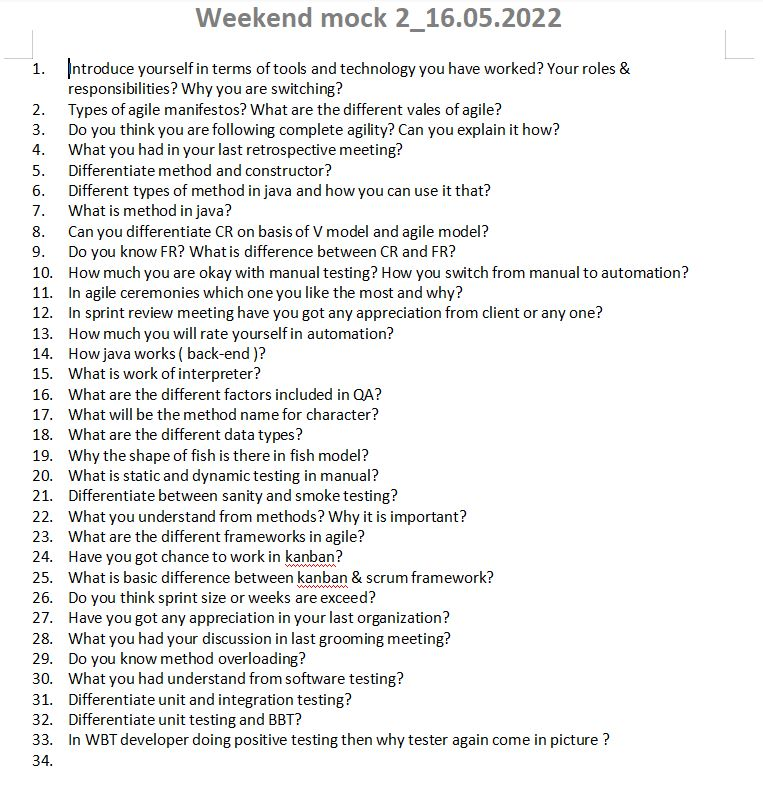 Weekend mock 2_16.05.2022
1. Introduce yourself in terms of tools and technology you have worked? Your roles &
responsibilities? Why you are switching?
2. Types of agile manifestos? What are the different vales of agile?
3. Do you think you are following complete agility? Can you explain it how?
4. What you had in your last retrospective meeting?
5. Differentiate method and constructor?
6. Different types of method in java and how you can use it that?
7. What is method in java?
8. Can you differentiate CR on basis of V model and agile model?
9. Do you know FR? What is difference between CR and FR?
10. How much you are okay with manual testing? How you switch from manual to automation?
11. In agile ceremonies which one you like the most and why?
12. In sprint review meeting have you got any appreciation from client or any one?
13. How much you will rate yourself in automation?
14. How java works ( back-end )?
15. What is work of interpreter?
16. What are the different factors included in QA?
17. What will be the method name for character?
18. What are the different data types?
19. Why the shape of fish is there in fish model?
20. What is static and dynamic testing in manual?
21. Differentiate between sanity and smoke testing?
22. What you understand from methods? Why it is important?
23. What are the different frameworks in agile?
24. Have you got chance to work in kanban?
25. What is basic difference between kanban & scrum framework?
26. Do you think sprint size or weeks are exceed?
27. Have you got any appreciation in your last organization?
28. What you had your discussion in last grooming meeting?
29. Do you know method overloading?
30. What you had understand from software testing?
31. Differentiate unit and integration testing?
32. Differentiate unit testing and BBT?
33. In WBT developer doing positive testing then why tester again come in picture ?
34.